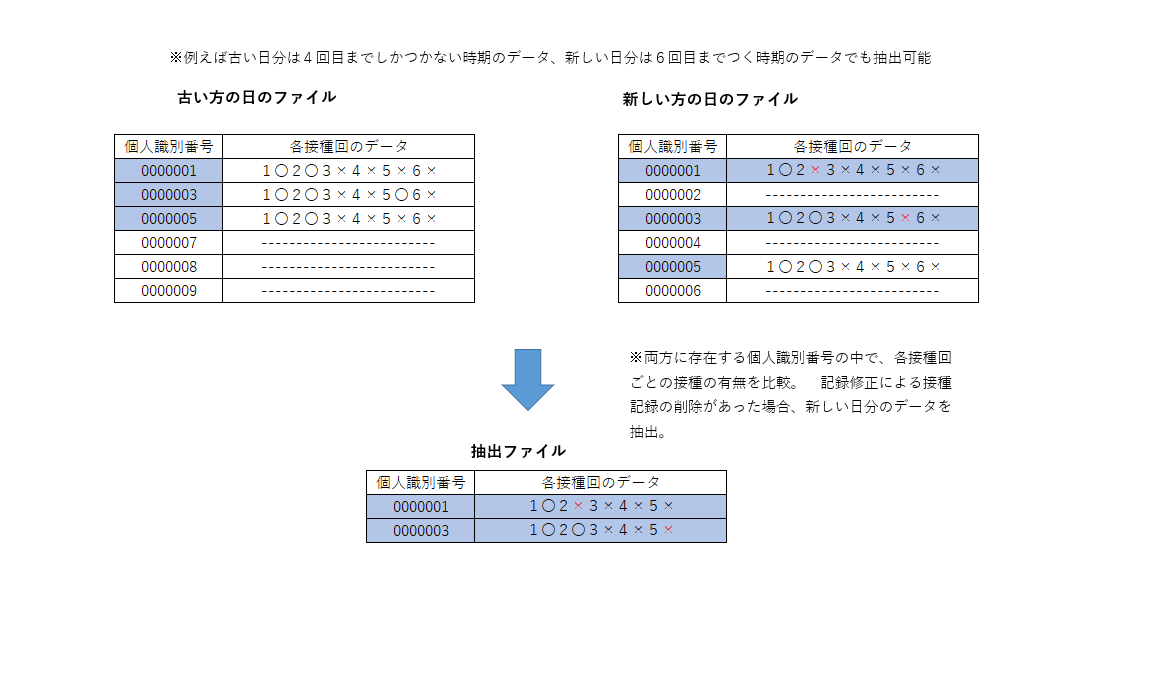 ※例えば古い日分は４回目までしかつかない時期のデータ、新しい日分は６回目までつく時期のデータでも抽出可能
古い方の日のファイル
個人識別番号 各接種回のデータ
0000001 1〇2〇3×4×5×6×
0000003 1〇2〇3×4×5〇6×
0000005 1〇2〇3×4×5×6×
0000007 -------------------------
0000008 -------------------------
0000009 -------------------------
新しい方の日のファイル
個人識別番号 各接種回のデータ
0000001 1〇2×3×4×5×6×
0000002 -------------------------
0000003 1〇2〇3×4×5×6×
0000004 -------------------------
0000005 1〇2〇3×4×5×6×
0000006 -------------------------
※両方に存在する個人識別番号の中で、各接種回
ごとの接種の有無を比較。　記録修正による接種
記録の削除があった場合、新しい日分のデータを
抽出。
抽出ファイル
個人識別番号 各接種回のデータ
0000001 1〇2×3×4×5×
0000003 1〇2〇3×4×5×